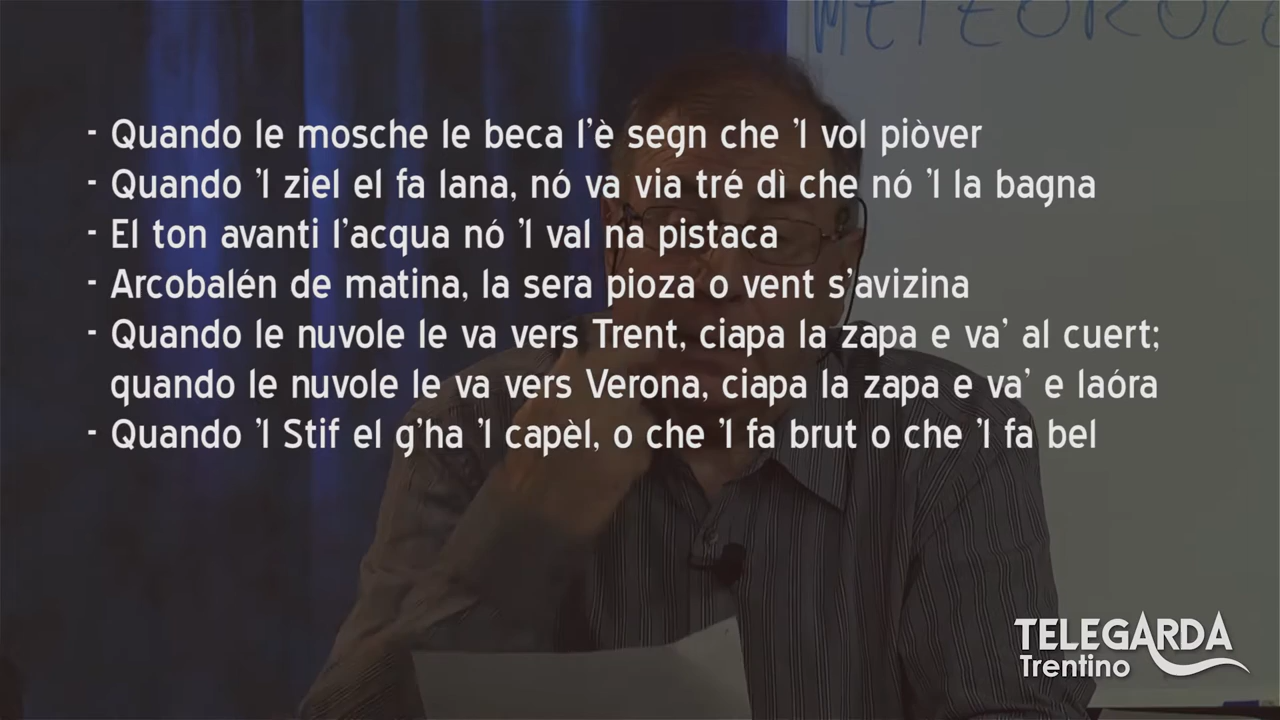 METEOROLO
- Quando le mosche le beca l'è segn che 'l vol piòver
- Quando 'l ziel el fa lana, nó va via tré dì che nó 'l la bagna
- El ton avanti l'acqua nó 'l val na pistaca
- Arcobalén de matina, la sera pioza o vent s'avizina
- Quando le nuvole le va vers Trent, ciapa la zapa e va' al cuert;
quando le nuvole le va vers Verona, ciapa la zapa e va' e laóra
- Quando 'l Stif el g'ha 'l capèl, o che 'l fa brut o che 'l fa bel
TELEGARDA
Trentino